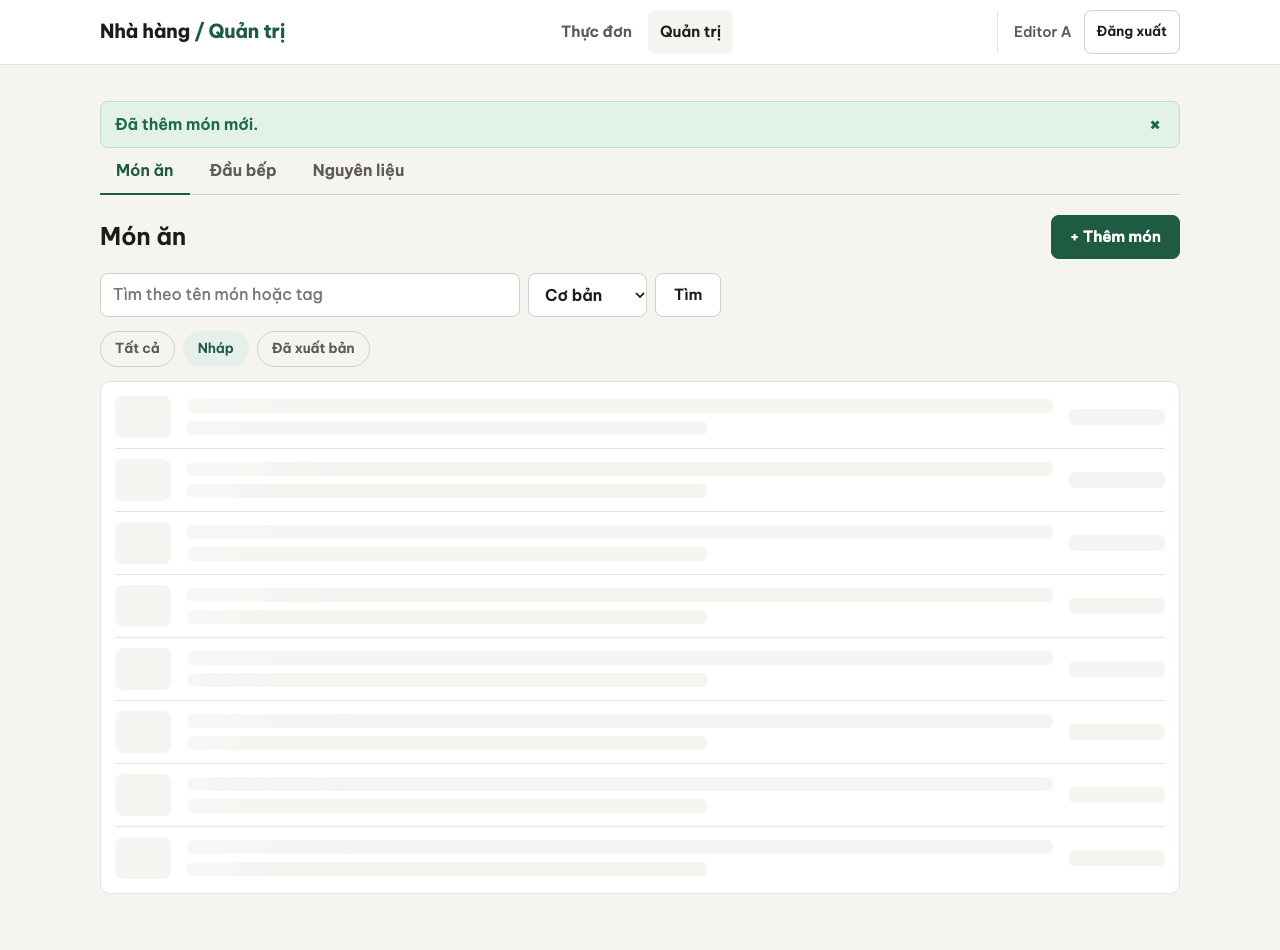 Nhà hàng / Quản trị
Thực đơn
Quản trị
Editor A
Đăng xuất
Đã thêm món mới.
Món ăn
Đầu bếp
Nguyên liệu
Món ăn
+ Thêm món
Tìm theo tên món hoặc tag
Cơ bản
Tìm
Tất cả
Nháp
Đã xuất bản